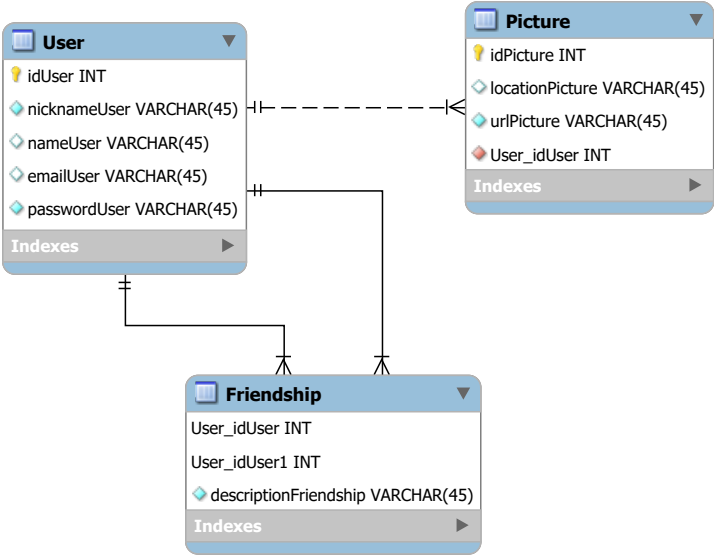 User
idUser INT
nicknameUser VARCHAR(45)
nameUser VARCHAR(45)
emailUser VARCHAR(45)
passwordUser VARCHAR(45)
Indexes
Picture
idPicture INT
locationPicture VARCHAR(45)
urlPicture VARCHAR(45)
User_idUser INT
Indexes
Friendship
User_idUser INT
User_idUser1 INT
descriptionFriendship VARCHAR(45)
Indexes